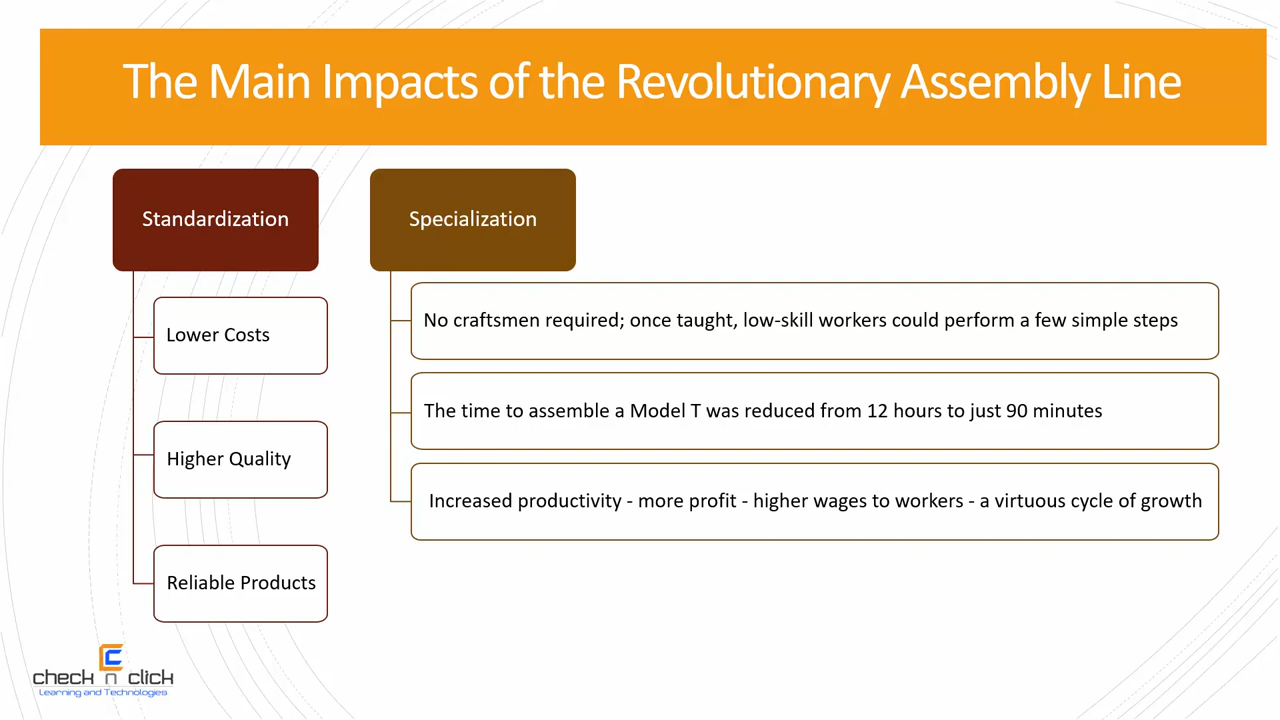 The Main Impacts of the Revolutionary Assembly Line
Standardization
Lower Costs
Higher Quality
Reliable Products
Specialization
No craftsmen required; once taught, low-skill workers could perform a few simple steps
The time to assemble a Model T was reduced from 12 hours to just 90 minutes
Increased productivity - more profit - higher wages to workers - a virtuous cycle of growth
check n click
Learning and Technologies